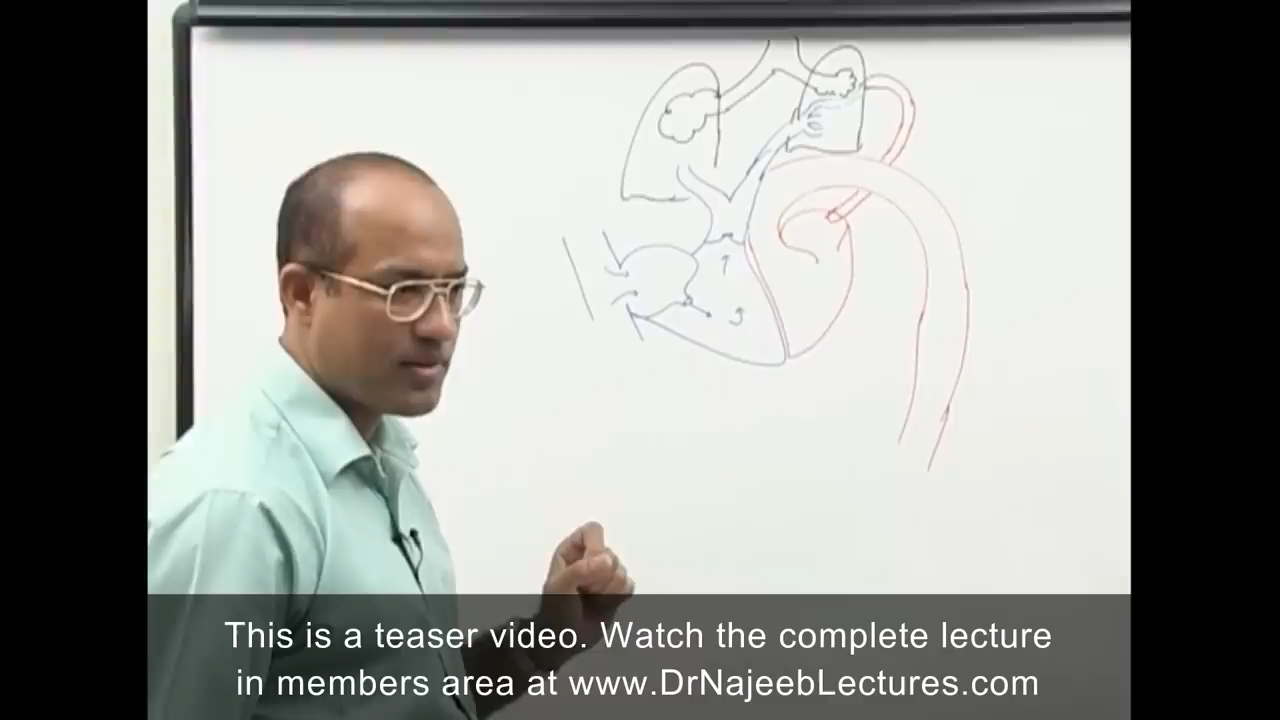 This is a teaser video. Watch the complete lecture
in members area at www.DrNajeebLectures.com